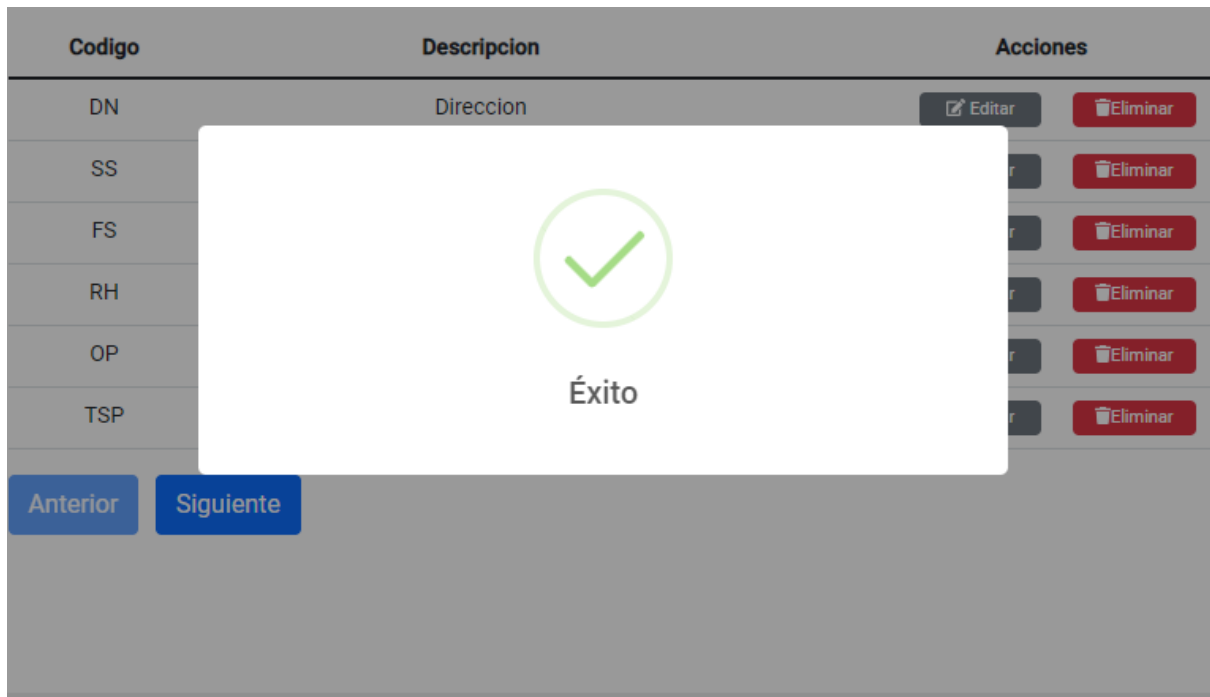 Codigo Descripcion Acciones
DN Direccion Editar Eliminar
SS r Eliminar
FS r Eliminar
RH r Eliminar
OP r Eliminar
TSP r Eliminar
Éxito
Anterior Siguiente